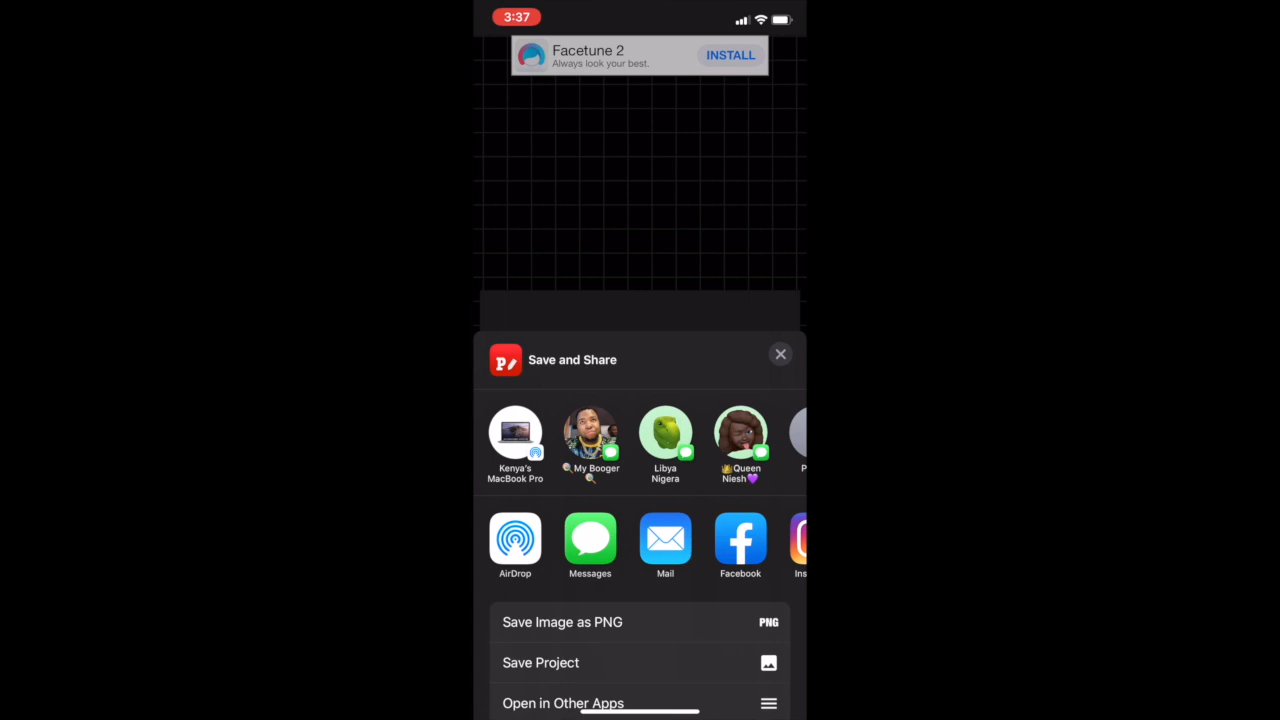 3:37
Facetune 2
Always look your best.
INSTALL
P
Save and Share
Kenya's
MacBook Pro
🔍My Booger
🔍
Libya
Nigera
👑Queen
Niesh💜
P
AirDrop
Messages
Mail
Facebook
Ins
Save Image as PNG
PNG
Save Project
Open in Other Apps